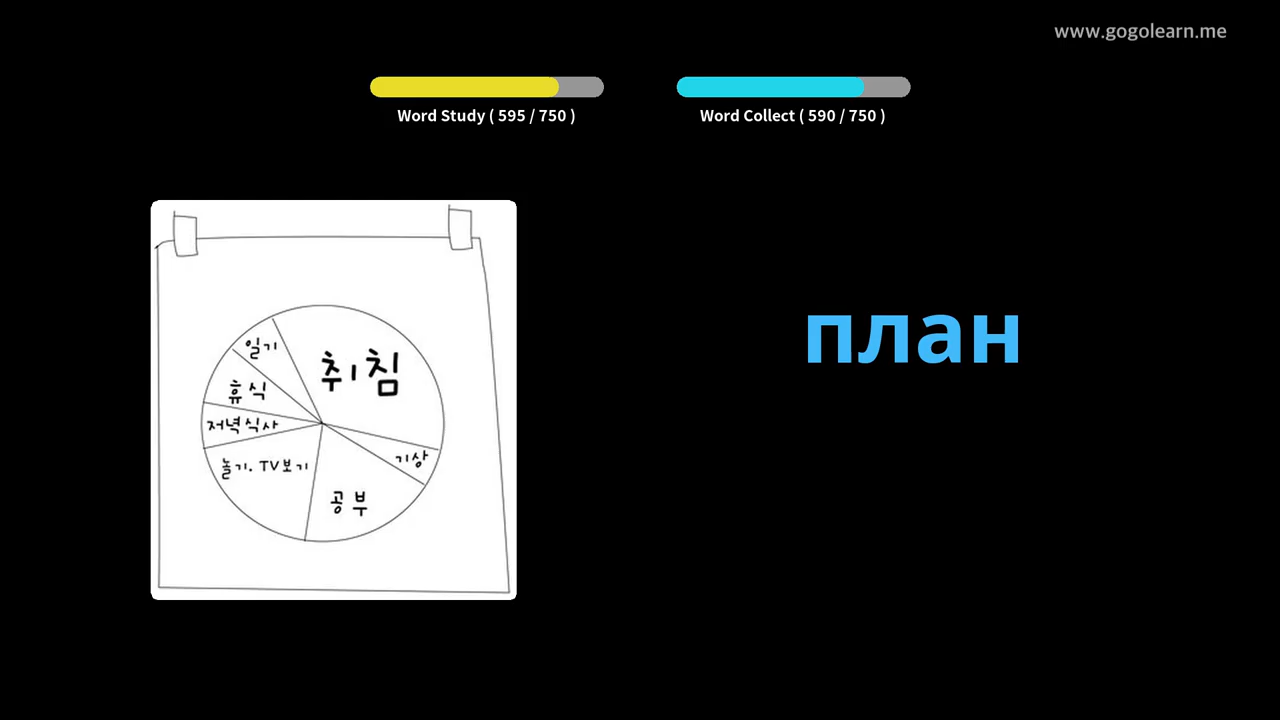 www.gogolearn.me
Word Study ( 595 / 750 )
Word Collect ( 590 / 750 )
일기
취침
휴식
저녁식사
놀기. TV보기
기상
공부
план